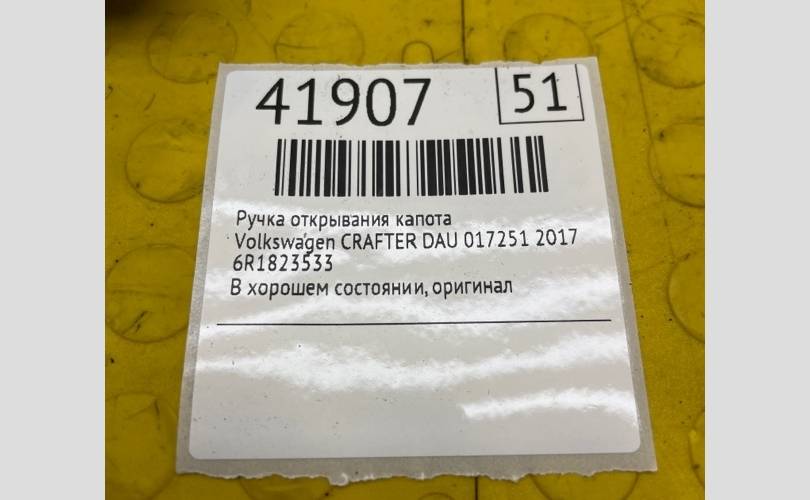 41907
51
Ручка открывания капота
Volkswagen CRAFTER DAU 017251 2017
6R1823533
В хорошем состоянии, оригинал